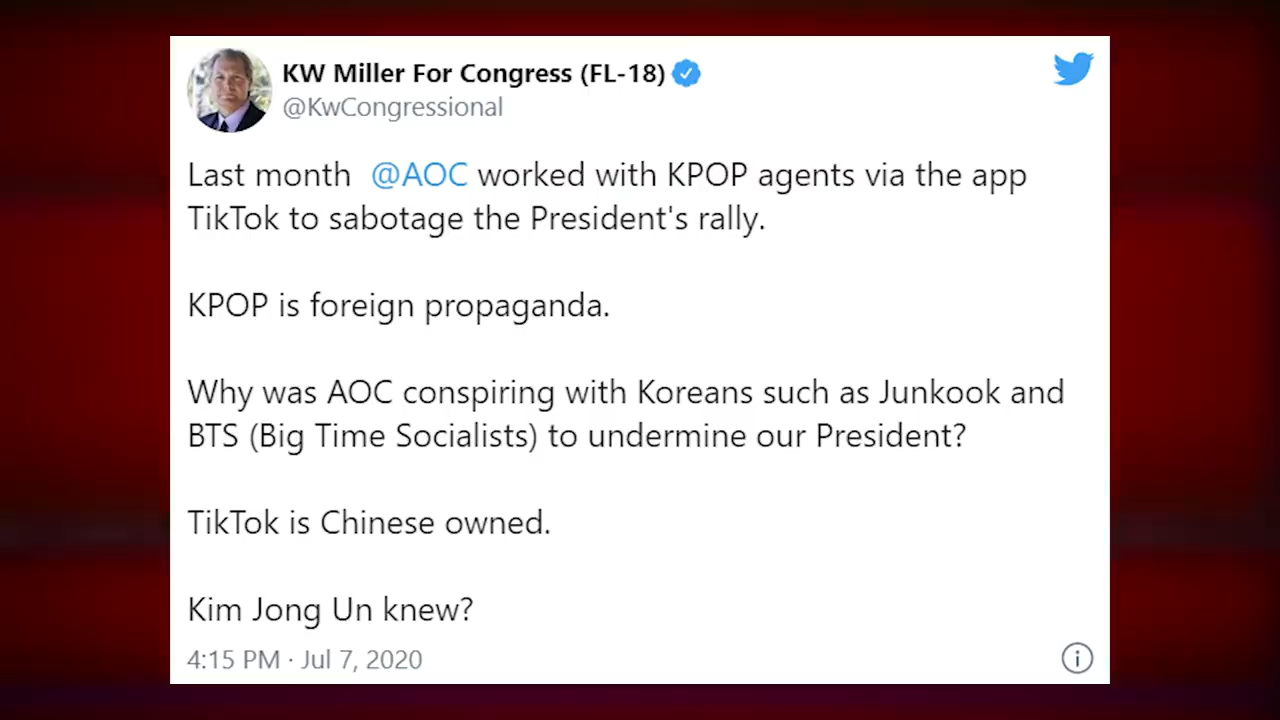 KW Miller For Congress (FL-18)
@KwCongressional
Last month @AOC worked with KPOP agents via the app
TikTok to sabotage the President's rally.
KPOP is foreign propaganda.
Why was AOC conspiring with Koreans such as Junkook and
BTS (Big Time Socialists) to undermine our President?
TikTok is Chinese owned.
Kim Jong Un knew?
4:15 PM · Jul 7, 2020